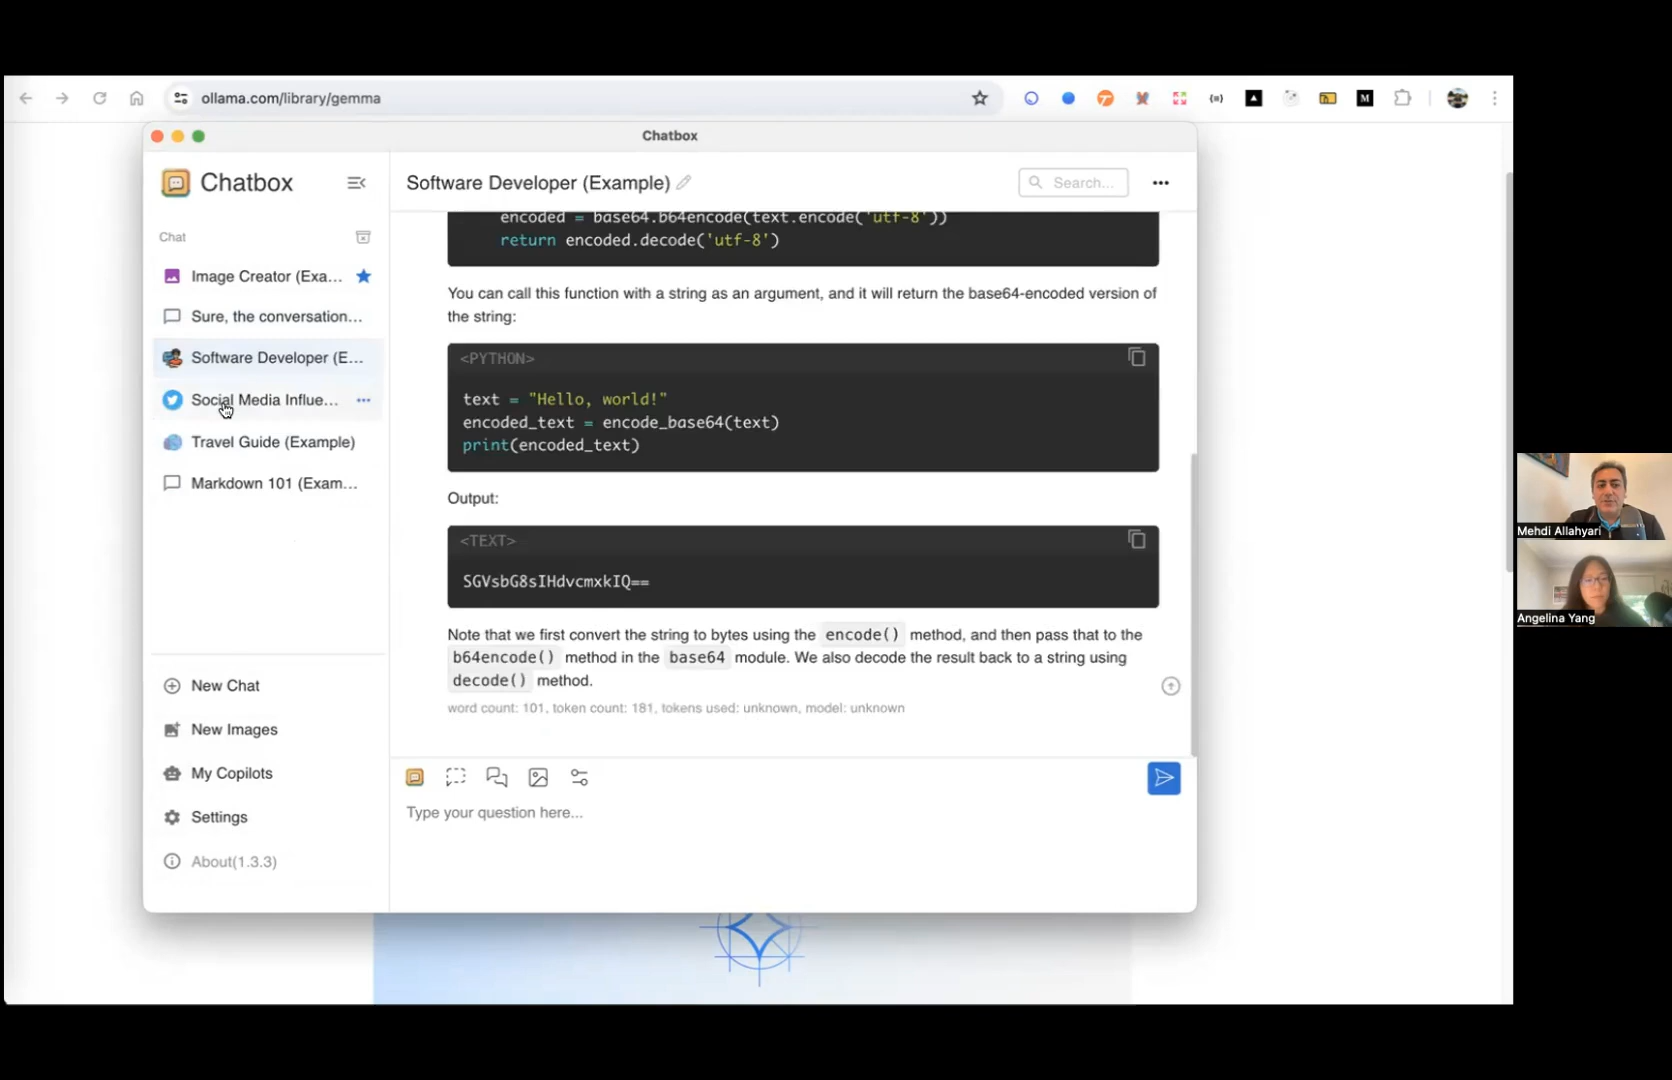 ollama.com/library/gemma
Chatbox
Chatbox
Chat
Image Creator (Exa...
Sure, the conversation...
Software Developer (E...
Social Media Influe...
Travel Guide (Example)
Markdown 101 (Exam...
New Chat
New Images
My Copilots
Settings
About(1.3.3)
Software Developer (Example)
Search...
encoded = base64.b64encode(text.encode('utf-8'))
return encoded.decode('utf-8')
You can call this function with a string as an argument, and it will return the base64-encoded version of
the string:
<PYTHON>
text = "Hello, world!"
encoded_text = encode_base64(text)
print(encoded_text)
Output:
<TEXT>
SGVsbG8sIHdvcmxkIQ==
Note that we first convert the string to bytes using the encode() method, and then pass that to the
b64encode() method in the base64 module. We also decode the result back to a string using
decode() method.
word count: 101, token count: 181, tokens used: unknown, model: unknown
Type your question here...
Mehdi Allahyari
Angelina Yang